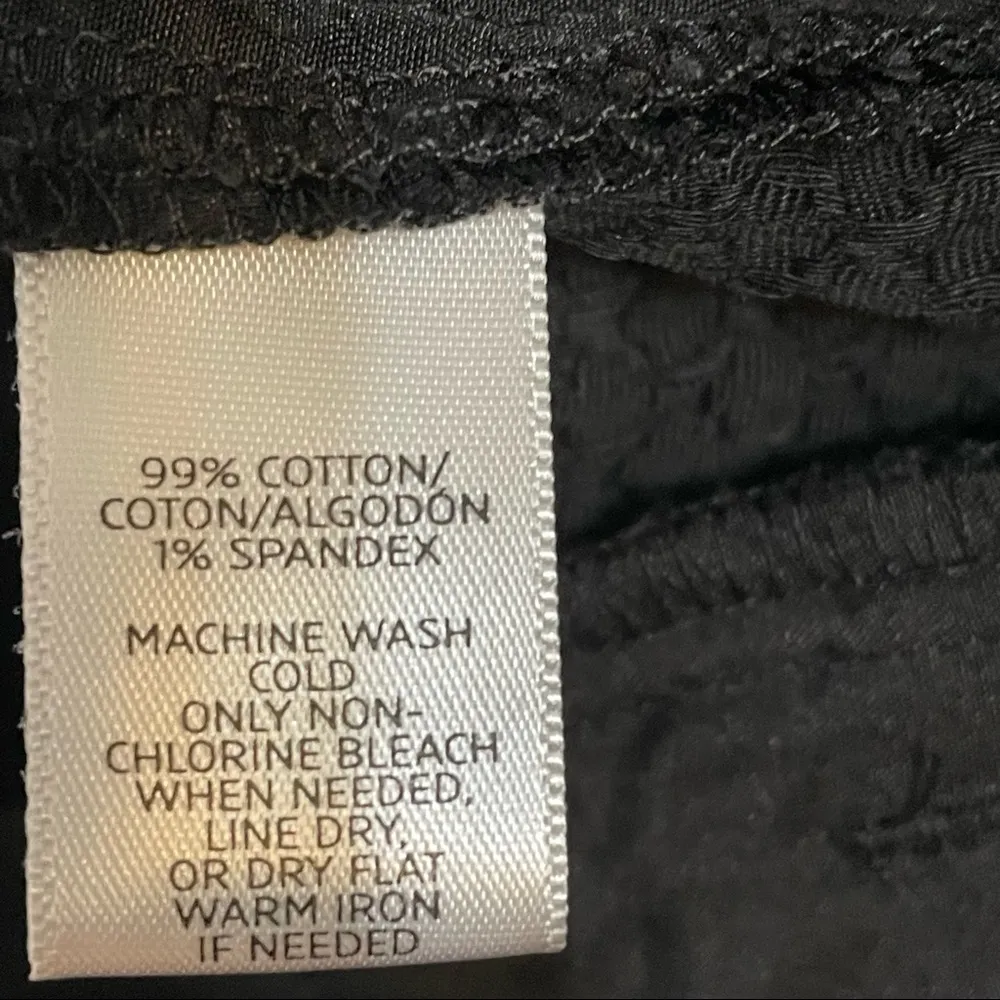 99% COTTON/
COTON/ALGODÓN
1% SPANDEX
MACHINE WASH
COLD
ONLY NON-
CHLORINE BLEACH
WHEN NEEDED,
LINE DRY,
OR DRY FLAT
WARM IRON
IF NEEDED